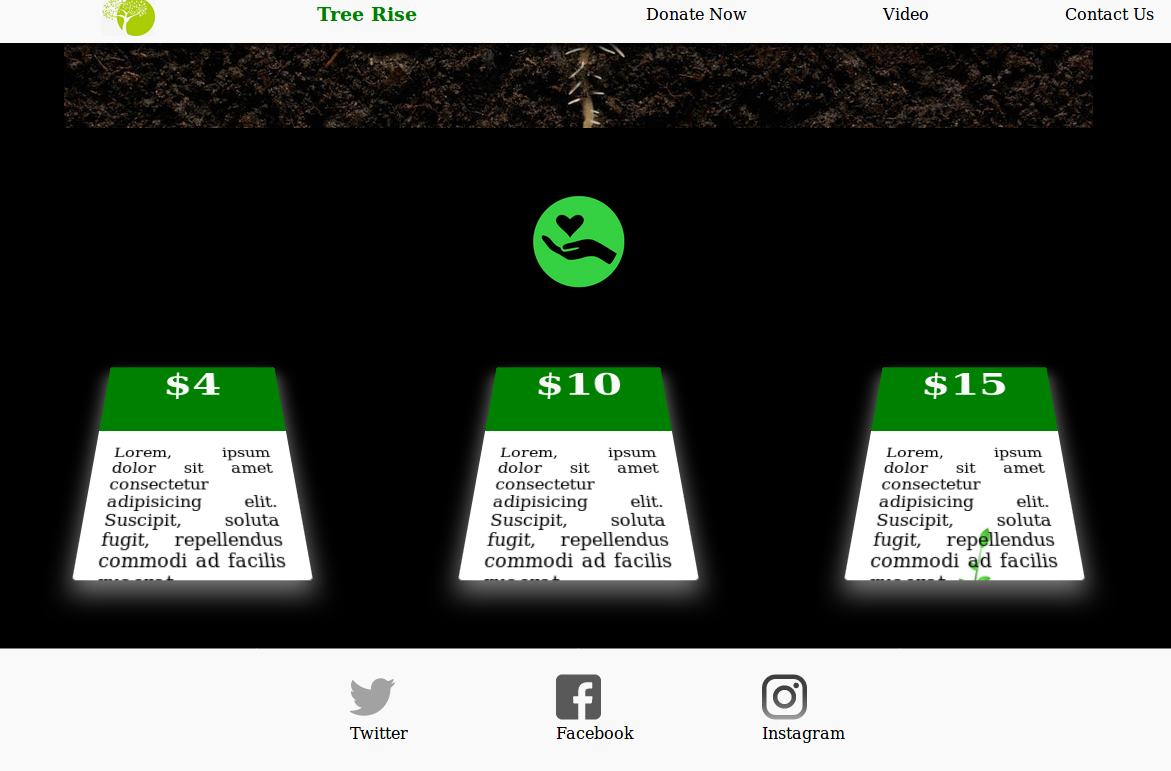 Tree Rise
Donate Now
Video
Contact Us
$4
Lorem, ipsum
dolor sit amet
consectetur
adipisicing elit.
Suscipit, soluta
fugit, repellendus
commodi ad facilis
$10
Lorem, ipsum
dolor sit amet
consectetur
adipisicing elit.
Suscipit, soluta
fugit, repellendus
commodi ad facilis
$15
Lorem, ipsum
dolor sit amet
consectetur
adipisicing elit.
Suscipit, soluta
fugit, repellendus
commodi ad facilis
Twitter
Facebook
Instagram